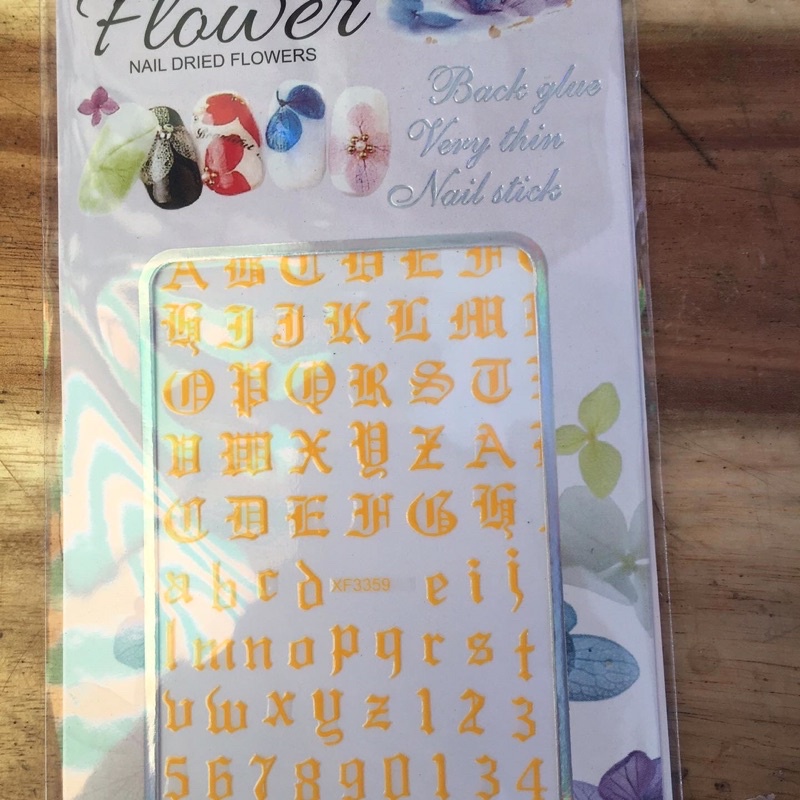 Flower
NAIL DRIED FLOWERS
Back glue
Very thin
Nail stick
A B C D E F G
H I J K L M
O P Q R S T
V W X Y Z A
C D E F G H
a b c d XF3359 e i j
l m n o p q r s t
v w x y z 1 2 3
5 6 7 8 9 0 1 3 4